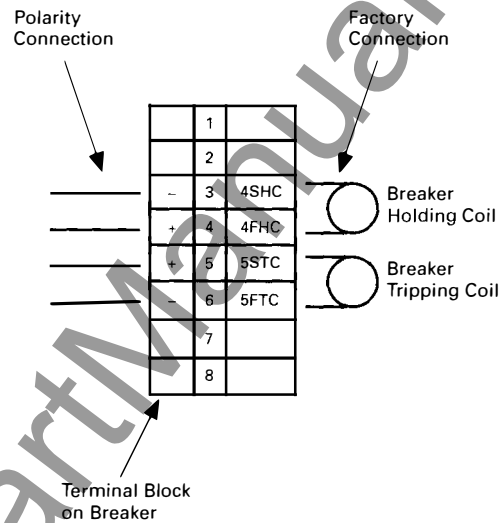 Polarity
Connection
Factory
Connection
1
2
– 3 4SHC
+ 4 4FHC
+ 5 5STC
– 6 5FTC
7
8
Breaker
Holding Coil
Breaker
Tripping Coil
Terminal Block
on Breaker